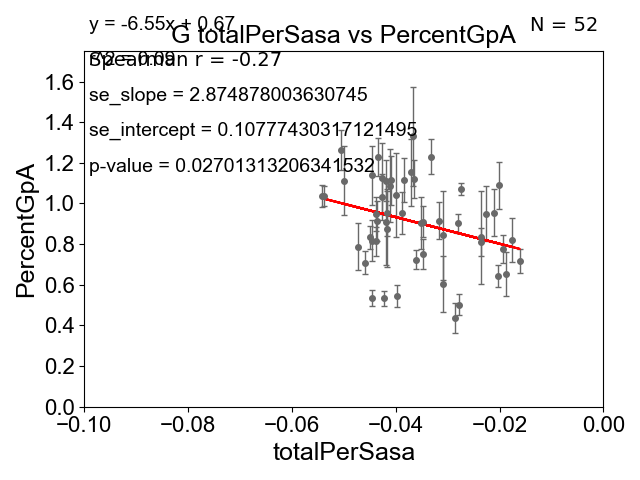 y = -6.55x + 0.67
N = 52
G totalPerSasa vs PercentGpA
Spearman r = -0.27
se_slope = 2.874878003630745
se_intercept = 0.10777430317121495
p-value = 0.02701313206341532
PercentGpA
1.6
1.4
1.2
1.0
0.8
0.6
0.4
0.2
0.0
−0.10 −0.08 −0.06 −0.04 −0.02 0.00
totalPerSasa